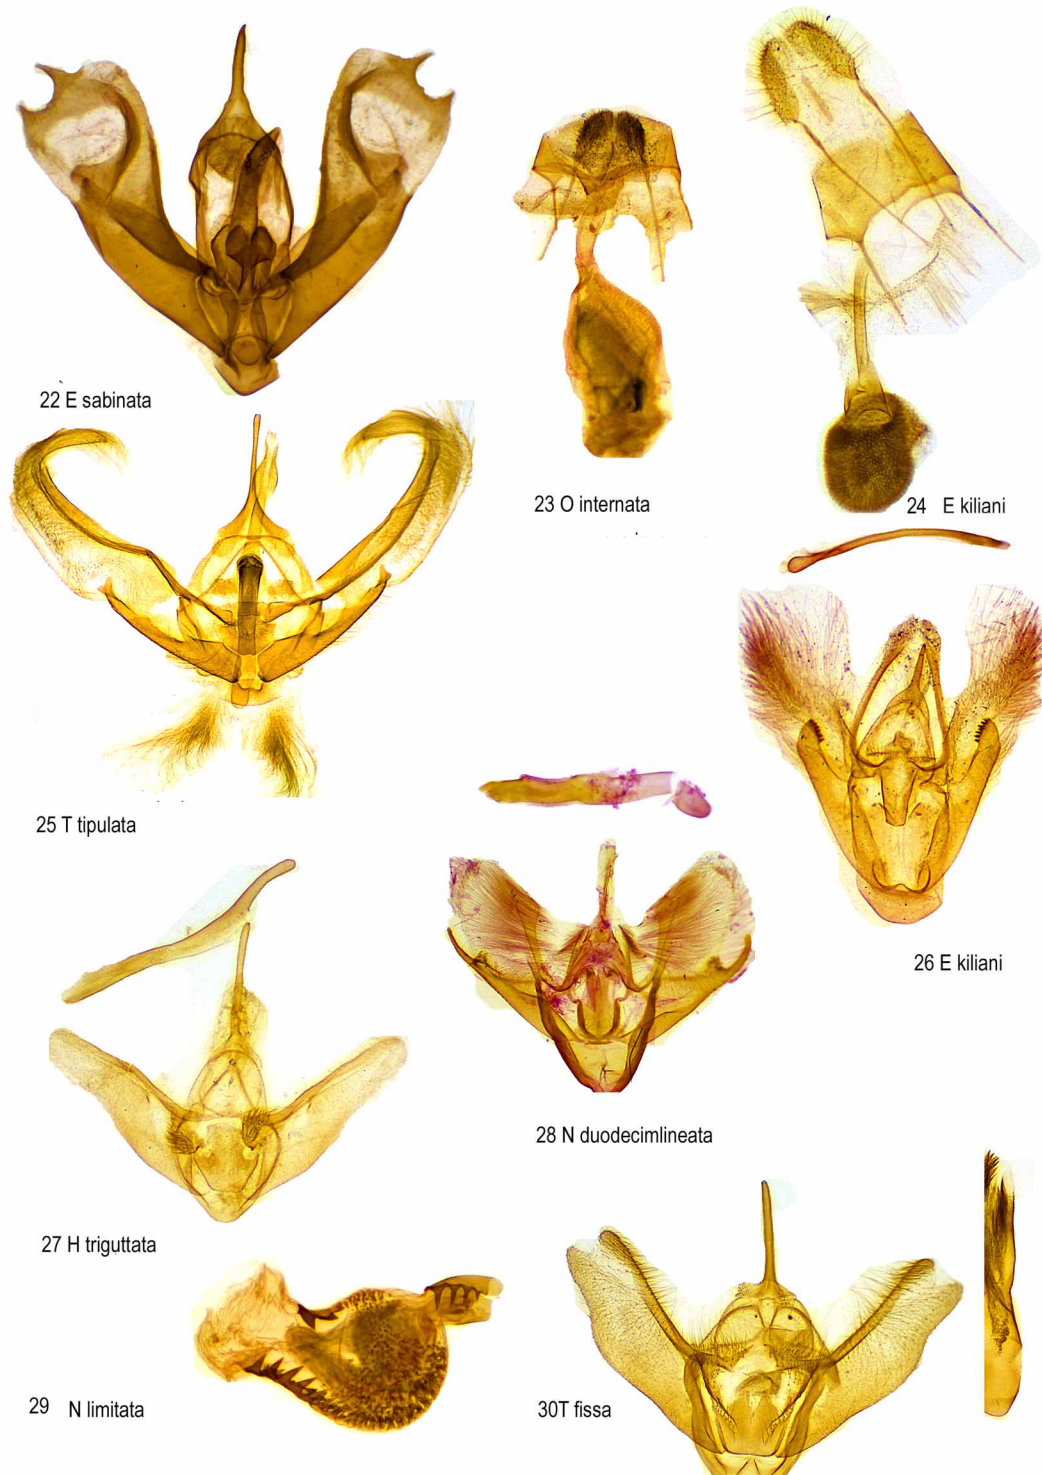 22 E sabinata
23 O internata
24 E kiliani
25 T tipulata
26 E kiliani
28 N duodecimlineata
27 H triguttata
29 N limitata
30T fissa